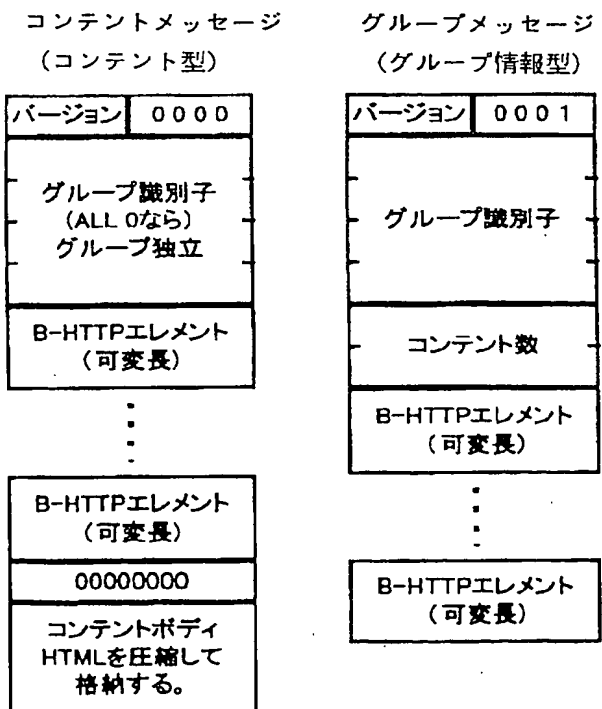 コンテントメッセージ
(コンテント型)
バージョン 0000
グループ識別子
(ALL 0なら)
グループ独立
B-HTTPエレメント
(可変長)
B-HTTPエレメント
(可変長)
00000000
コンテントボディ
HTMLを圧縮して
格納する。
グループメッセージ
(グループ情報型)
バージョン 0001
グループ識別子
コンテント数
B-HTTPエレメント
(可変長)
B-HTTPエレメント
(可変長)